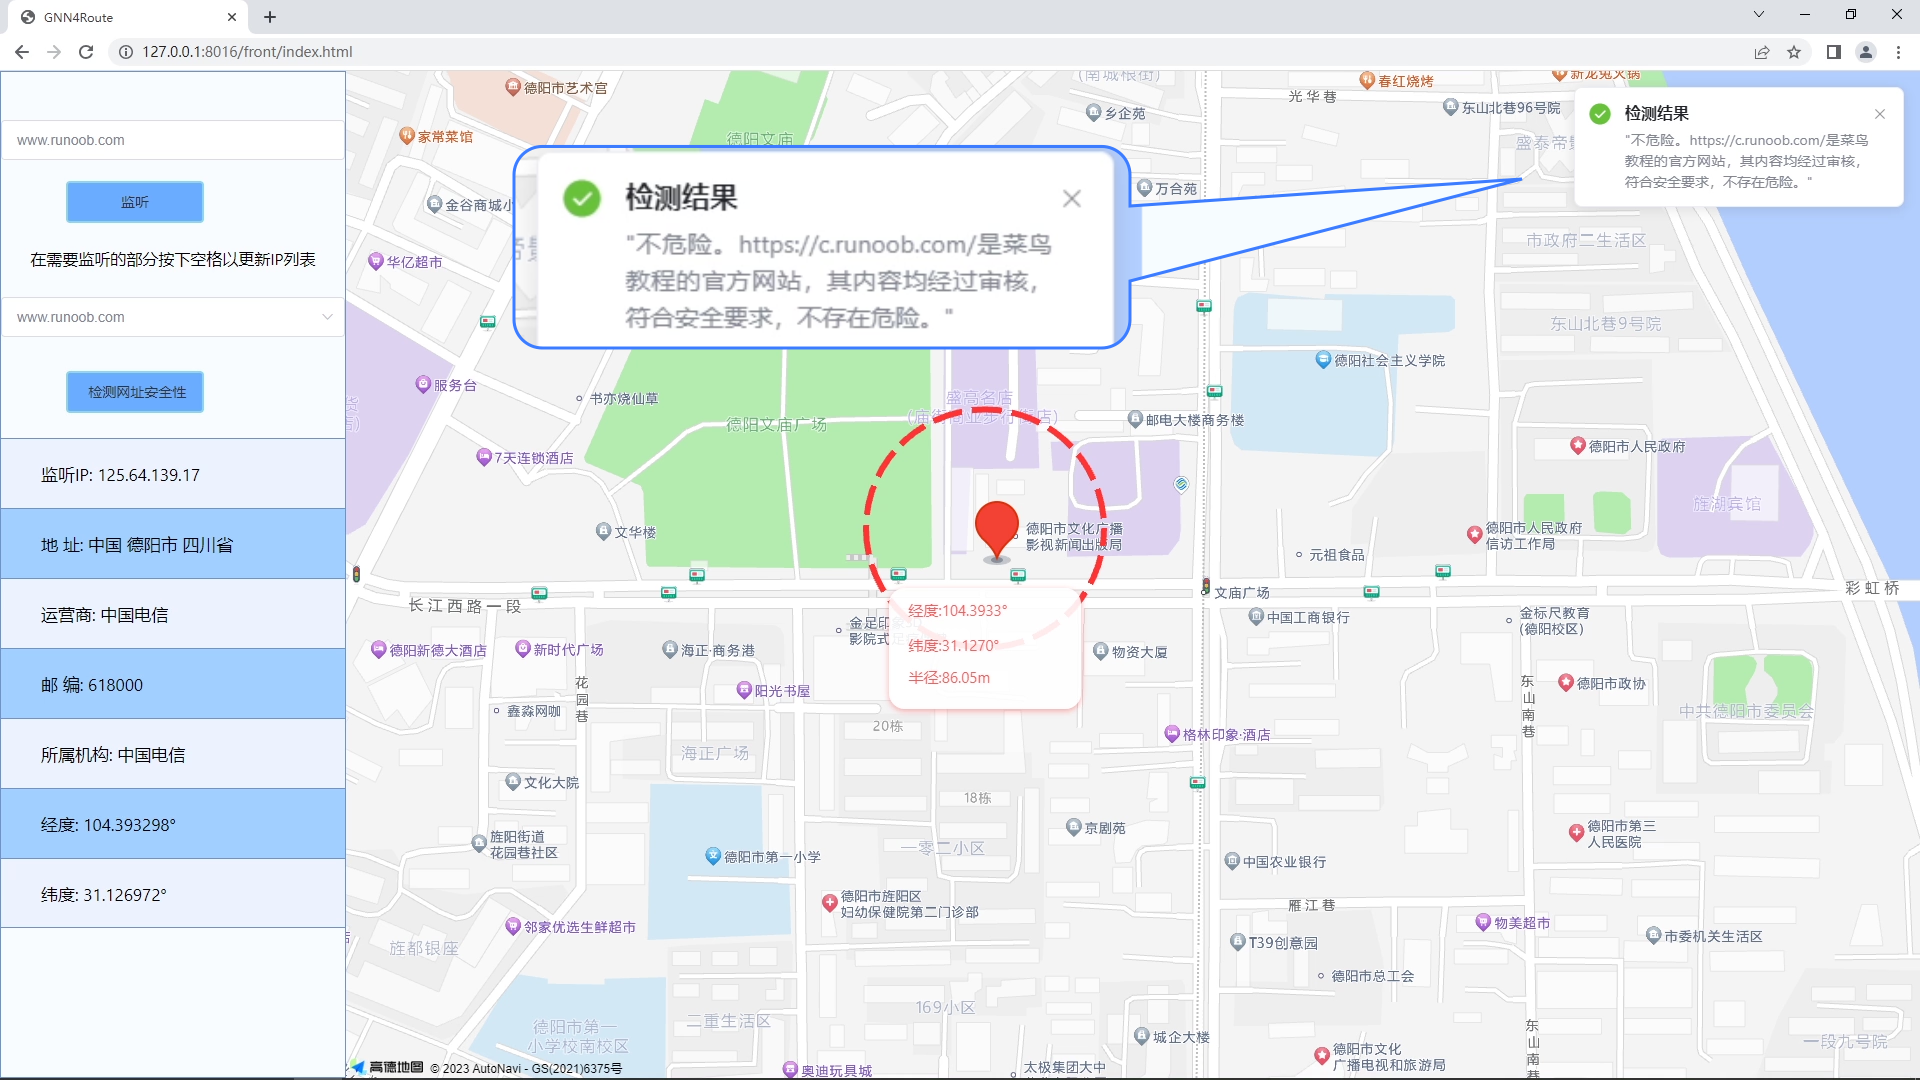 GNN4Route
127.0.0.1:8016/front/index.html
www.runoob.com
监听
在需要监听的部分按下空格以更新IP列表
www.runoob.com
检测网址安全性
监听IP: 125.64.139.17
地 址: 中国 德阳市 四川省
运营商: 中国电信
邮 编: 618000
所属机构: 中国电信
经度: 104.393298°
纬度: 31.126972°
检测结果
"不危险。https://c.runoob.com/是菜鸟
教程的官方网站，其内容均经过审核，
符合安全要求，不存在危险。"
检测结果
"不危险。https://c.runoob.com/是菜鸟
教程的官方网站，其内容均经过审核，
符合安全要求，不存在危险。"
德阳市艺术宫
(南城根街)
光华巷
春红烧烤
新龙兔火锅
东山北巷96号院
乡企苑
家常菜馆
德阳文庙
万合苑
金谷商城小
华亿超市
市政府二生活区
东山北巷9号院
德阳社会主义学院
服务台
书亦烧仙草
盛高名店
(庙街商业步行街店)
德阳文庙广场
邮电大楼商务楼
德阳市人民政府
7天连锁酒店
旌湖宾馆
文华楼
德阳市文化广播
影视新闻出版局
德阳市人民政府
信访工作局
元祖食品
长江西路一段
文庙广场
彩虹桥
经度:104.3933°
纬度:31.1270°
半径:86.05m
金足印象
影院式足
中国工商银行
金标尺教育
(德阳校区)
德阳新德大酒店
新时代广场
海正·商务港
物资大厦
阳光书屋
花园巷
鑫淼网咖
东山南巷
德阳市政协
中共德阳市委员会
20栋
格林印象·酒店
海正广场
文化大院
18栋
京剧苑
德阳市第三
人民医院
旌阳街道
花园巷社区
一零二小区
德阳市第一小学
中国农业银行
德阳市旌阳区
妇幼保健院第二门诊部
雁江巷
邻家优选生鲜超市
物美超市
市委机关生活区
旌都银座
T39创意园
德阳市总工会
169小区
二重生活区
德阳市第一
小学校南校区
城企大楼
东山南巷
一段九号院
德阳市文化
广播电视和旅游局
太极集团大中
奥迪玩具城
高德地图 © 2023 AutoNavi - GS(2021)6375号